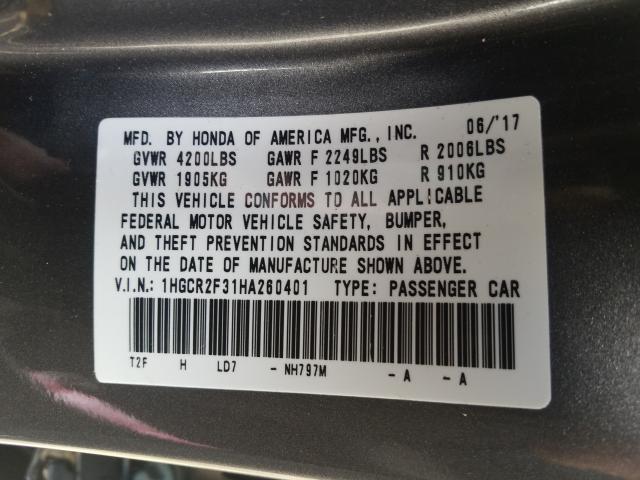 MFD. BY HONDA OF AMERICA MFG., INC. 06/'17
GVWR 4200LBS GAWR F 2249LBS R 2006LBS
GVWR 1905KG GAWR F 1020KG R 910KG
THIS VEHICLE CONFORMS TO ALL APPLICABLE
FEDERAL MOTOR VEHICLE SAFETY, BUMPER,
AND THEFT PREVENTION STANDARDS IN EFFECT
ON THE DATE OF MANUFACTURE SHOWN ABOVE.
V.I.N.: 1HGCR2F31HA260401 TYPE: PASSENGER CAR
T2F H LD7 - NH797M - A - A